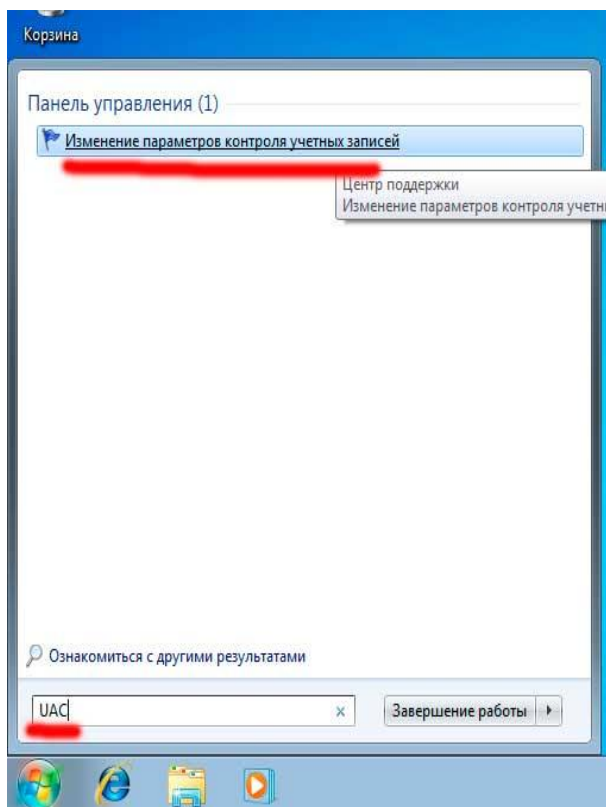 Корзина
Панель управления (1)
Изменение параметров контроля учетных записей
Центр поддержки
Изменение параметров контроля
Ознакомиться с другими результатами
UAC
Завершение работы